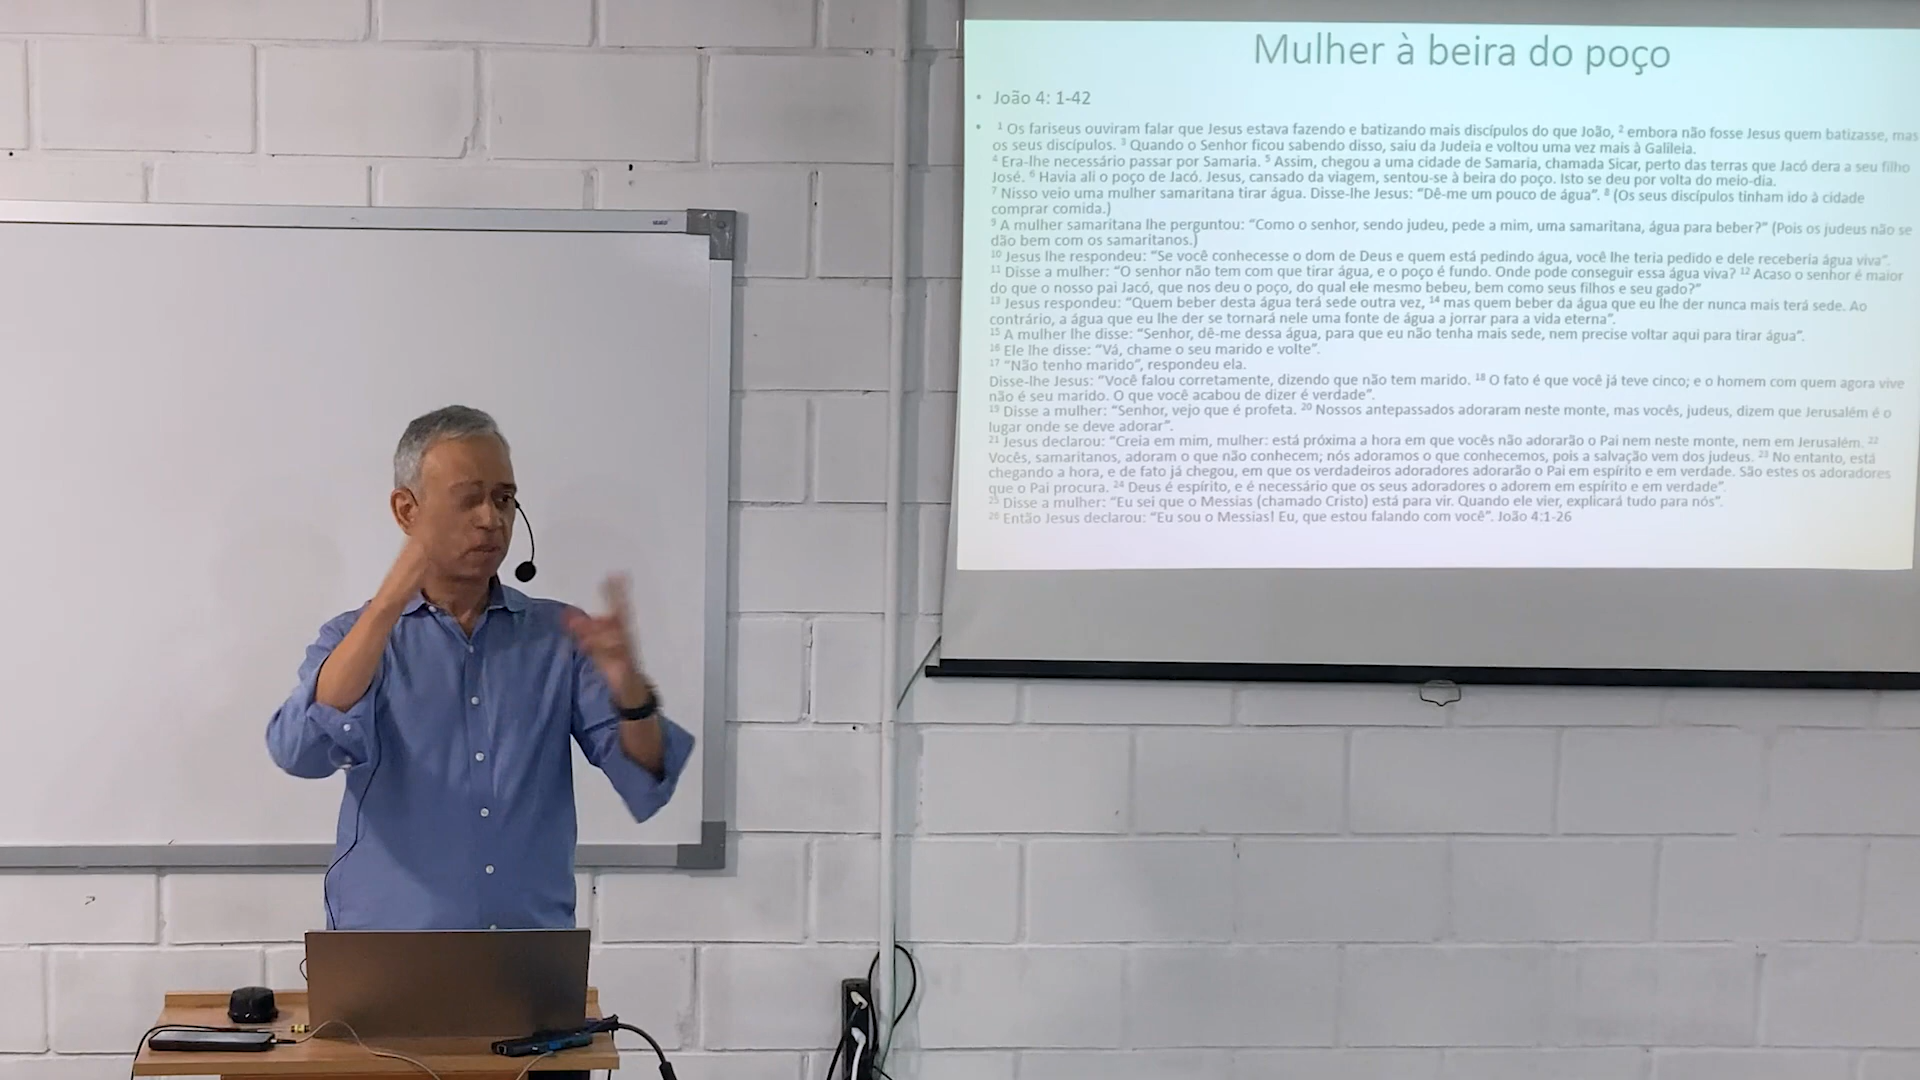 Mulher à beira do poço
• João 4: 1-42
• ¹ Os fariseus ouviram falar que Jesus estava fazendo e batizando mais discípulos do que João, ² embora não fosse Jesus quem batizasse, mas
os seus discípulos. ³ Quando o Senhor ficou sabendo disso, saiu da Judeia e voltou uma vez mais à Galileia.
⁴ Era-lhe necessário passar por Samaria. ⁵ Assim, chegou a uma cidade de Samaria, chamada Sicar, perto das terras que Jacó dera a seu filho
José. ⁶ Havia ali o poço de Jacó. Jesus, cansado da viagem, sentou-se à beira do poço. Isto se deu por volta do meio-dia.
⁷ Nisso veio uma mulher samaritana tirar água. Disse-lhe Jesus: “Dê-me um pouco de água”. ⁸ (Os seus discípulos tinham ido à cidade
comprar comida.)
⁹ A mulher samaritana lhe perguntou: “Como o senhor, sendo judeu, pede a mim, uma samaritana, água para beber?” (Pois os judeus não se
dão bem com os samaritanos.)
¹⁰ Jesus lhe respondeu: “Se você conhecesse o dom de Deus e quem está pedindo água, você lhe teria pedido e dele receberia água viva”.
¹¹ Disse a mulher: “O senhor não tem com que tirar água, e o poço é fundo. Onde pode conseguir essa água viva? ¹² Acaso o senhor é maior
do que o nosso pai Jacó, que nos deu o poço, do qual ele mesmo bebeu, bem como seus filhos e seu gado?”
¹³ Jesus respondeu: “Quem beber desta água terá sede outra vez, ¹⁴ mas quem beber da água que eu lhe der nunca mais terá sede. Ao
contrário, a água que eu lhe der se tornará nele uma fonte de água a jorrar para a vida eterna”.
¹⁵ A mulher lhe disse: “Senhor, dê-me dessa água, para que eu não tenha mais sede, nem precise voltar aqui para tirar água”.
¹⁶ Ele lhe disse: “Vá, chame o seu marido e volte”.
¹⁷ “Não tenho marido”, respondeu ela.
Disse-lhe Jesus: “Você falou corretamente, dizendo que não tem marido. ¹⁸ O fato é que você já teve cinco; e o homem com quem agora vive
não é seu marido. O que você acabou de dizer é verdade”.
¹⁹ Disse a mulher: “Senhor, vejo que é profeta. ²⁰ Nossos antepassados adoraram neste monte, mas vocês, judeus, dizem que Jerusalém é o
lugar onde se deve adorar”.
²¹ Jesus declarou: “Creia em mim, mulher: está próxima a hora em que vocês não adorarão o Pai nem neste monte, nem em Jerusalém. ²²
Vocês, samaritanos, adoram o que não conhecem; nós adoramos o que conhecemos, pois a salvação vem dos judeus. ²³ No entanto, está
chegando a hora, e de fato já chegou, em que os verdadeiros adoradores adorarão o Pai em espírito e em verdade. São estes os adoradores
que o Pai procura. ²⁴ Deus é espírito, e é necessário que os seus adoradores o adorem em espírito e em verdade”.
²⁵ Disse a mulher: “Eu sei que o Messias (chamado Cristo) está para vir. Quando ele vier, explicará tudo para nós”.
²⁶ Então Jesus declarou: “Eu sou o Messias! Eu, que estou falando com você”. João 4:1-26